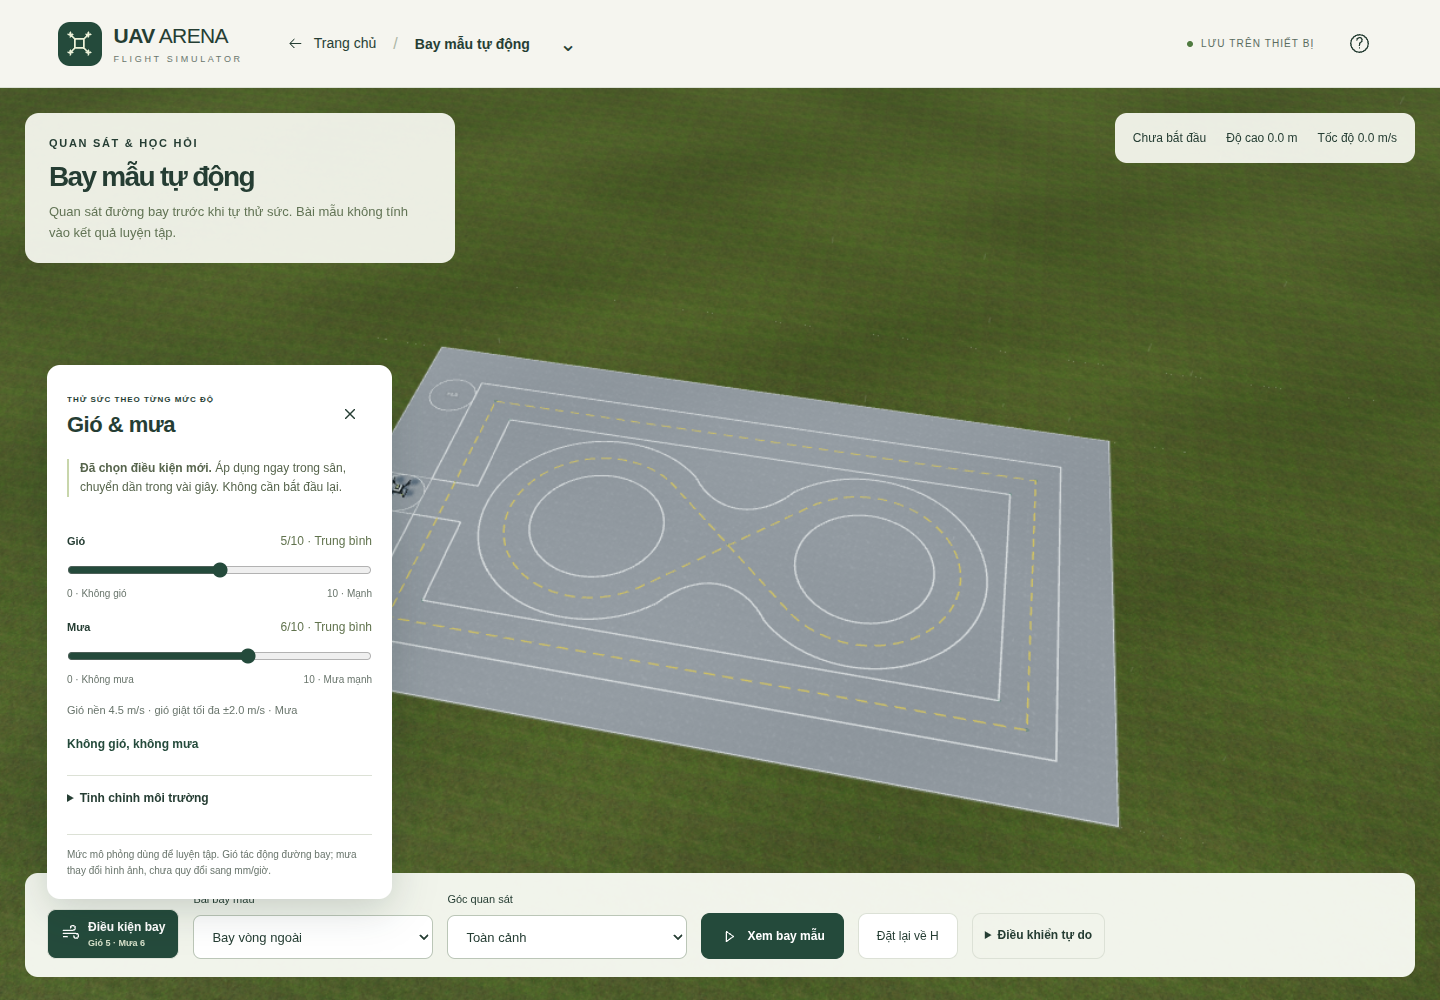 UAV ARENA
FLIGHT SIMULATOR
Trang chủ / Bay mẫu tự động
LƯU TRÊN THIẾT BỊ
QUAN SÁT & HỌC HỎI
Bay mẫu tự động
Quan sát đường bay trước khi tự thử sức. Bài mẫu không tính
vào kết quả luyện tập.
Chưa bắt đầu Độ cao 0.0 m Tốc độ 0.0 m/s
THỬ SỨC THEO TỪNG MỨC ĐỘ
Gió & mưa
Đã chọn điều kiện mới. Áp dụng ngay trong sân,
chuyển dần trong vài giây. Không cần bắt đầu lại.
Gió 5/10 · Trung bình
0 · Không gió 10 · Mạnh
Mưa 6/10 · Trung bình
0 · Không mưa 10 · Mưa mạnh
Gió nền 4.5 m/s · gió giật tối đa ±2.0 m/s · Mưa
Không gió, không mưa
Tinh chỉnh môi trường
Mức mô phỏng dùng để luyện tập. Gió tác động đường bay; mưa
thay đổi hình ảnh, chưa quy đổi sang mm/giờ.
Điều kiện bay
Gió 5 · Mưa 6
Bài bay mẫu
Bay vòng ngoài
Góc quan sát
Toàn cảnh
Xem bay mẫu
Đặt lại về H
Điều khiển tự do